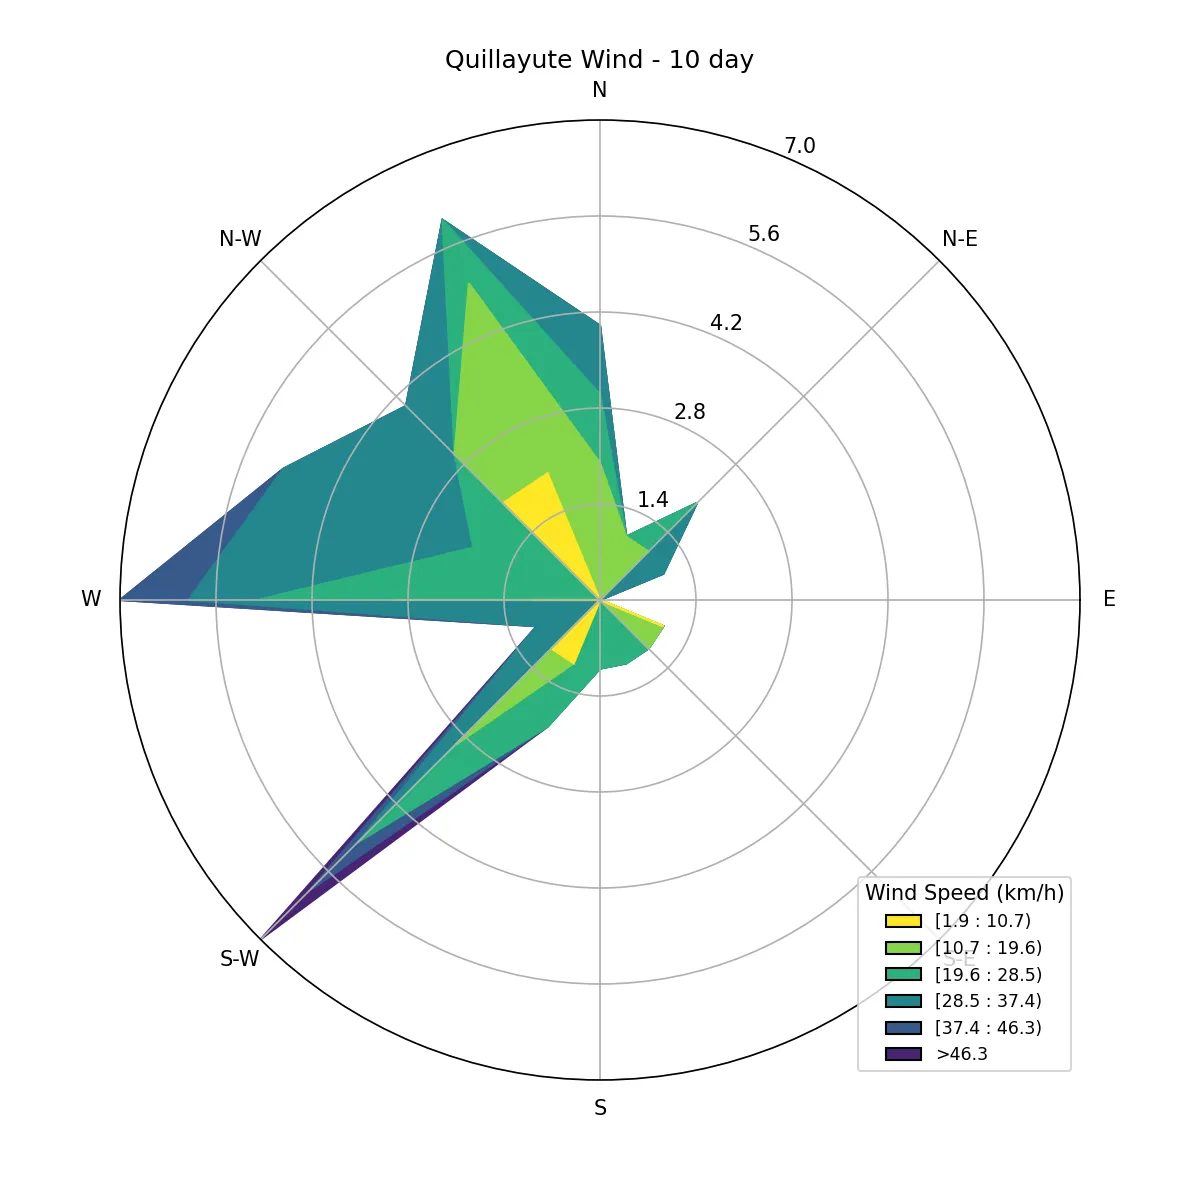 Quillayute Wind - 10 day
N
7.0
N-W
N-E
5.6
4.2
2.8
1.4
W
E
S-W
S-E
S
Wind Speed (km/h)
[1.9 : 10.7)
[10.7 : 19.6)
[19.6 : 28.5)
[28.5 : 37.4)
[37.4 : 46.3)
>46.3